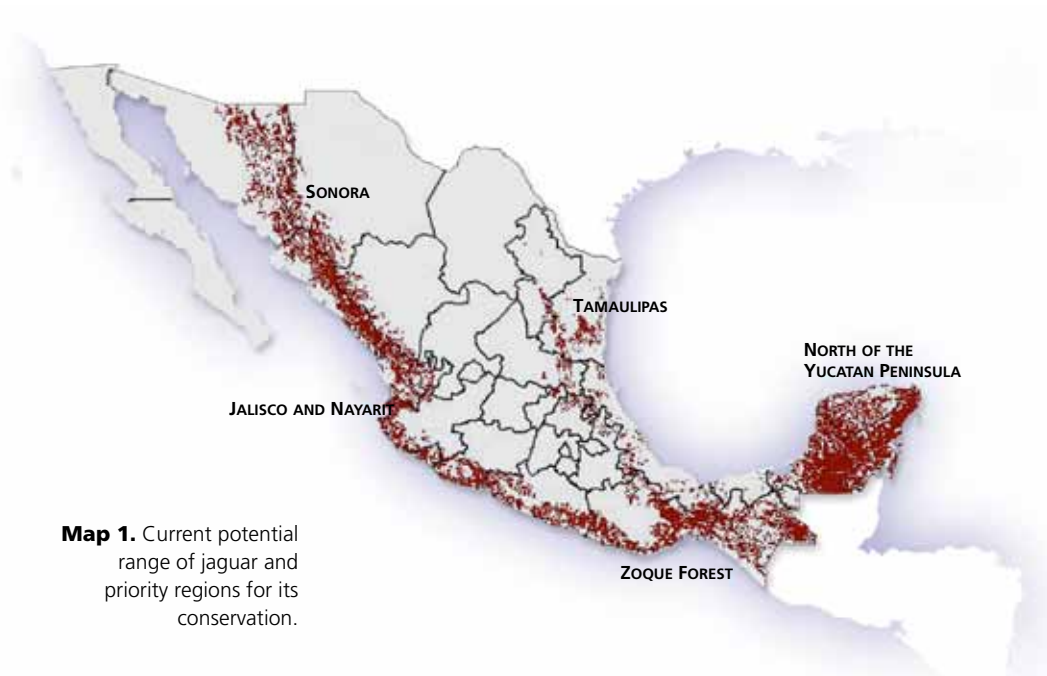 SONORA
TAMAULIPAS
NORTH OF THE
YUCATAN PENINSULA
JALISCO AND NAYARIT
Map 1. Current potential
range of jaguar and
priority regions for its
conservation.
ZOQUE FOREST